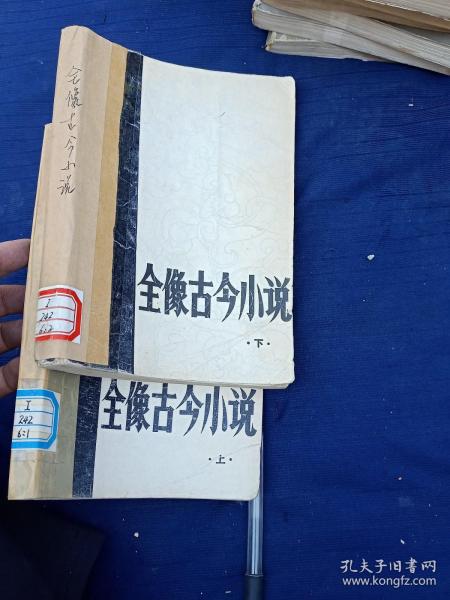 全像古今小说
I
242
6:2
全像古今小说
·下·
I
242
6:1
全像古今小说
·上·
孔夫子旧书网
www.kongfz.com